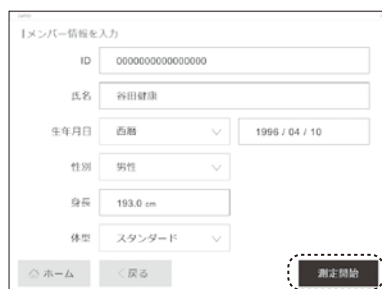 メンバー情報を入力
ID 0000000000000000
氏名 谷田健康
生年月日 西暦 1996 / 04 / 10
性別 男性
身長 193.0 cm
体型 スタンダード
ホーム 戻る 測定開始